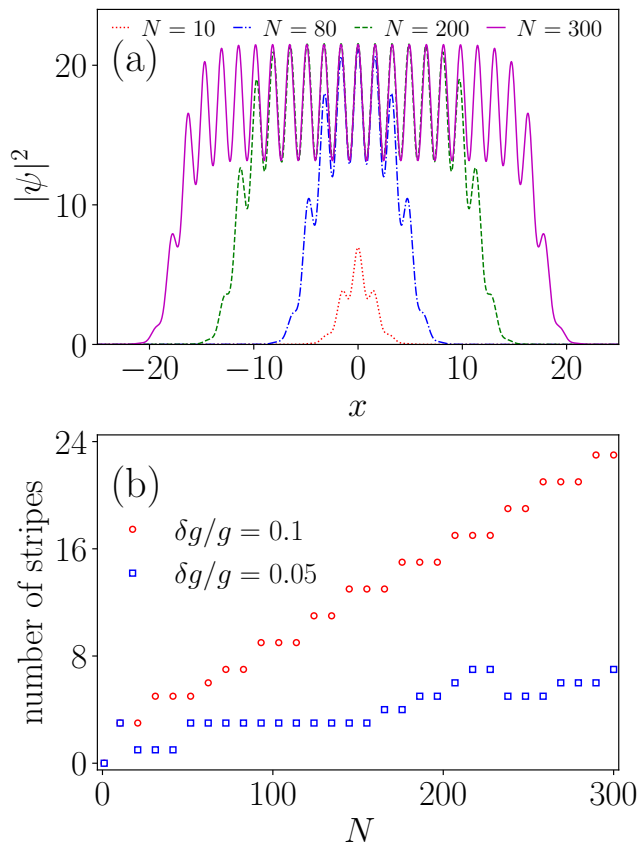 N = 10 N = 80 N = 200 N = 300
(a)
20
10
0
|ψ|²
−20 −10 0 10 20
x
24
16
8
0
(b)
δg/g = 0.1
δg/g = 0.05
number of stripes
0 100 200 300
N